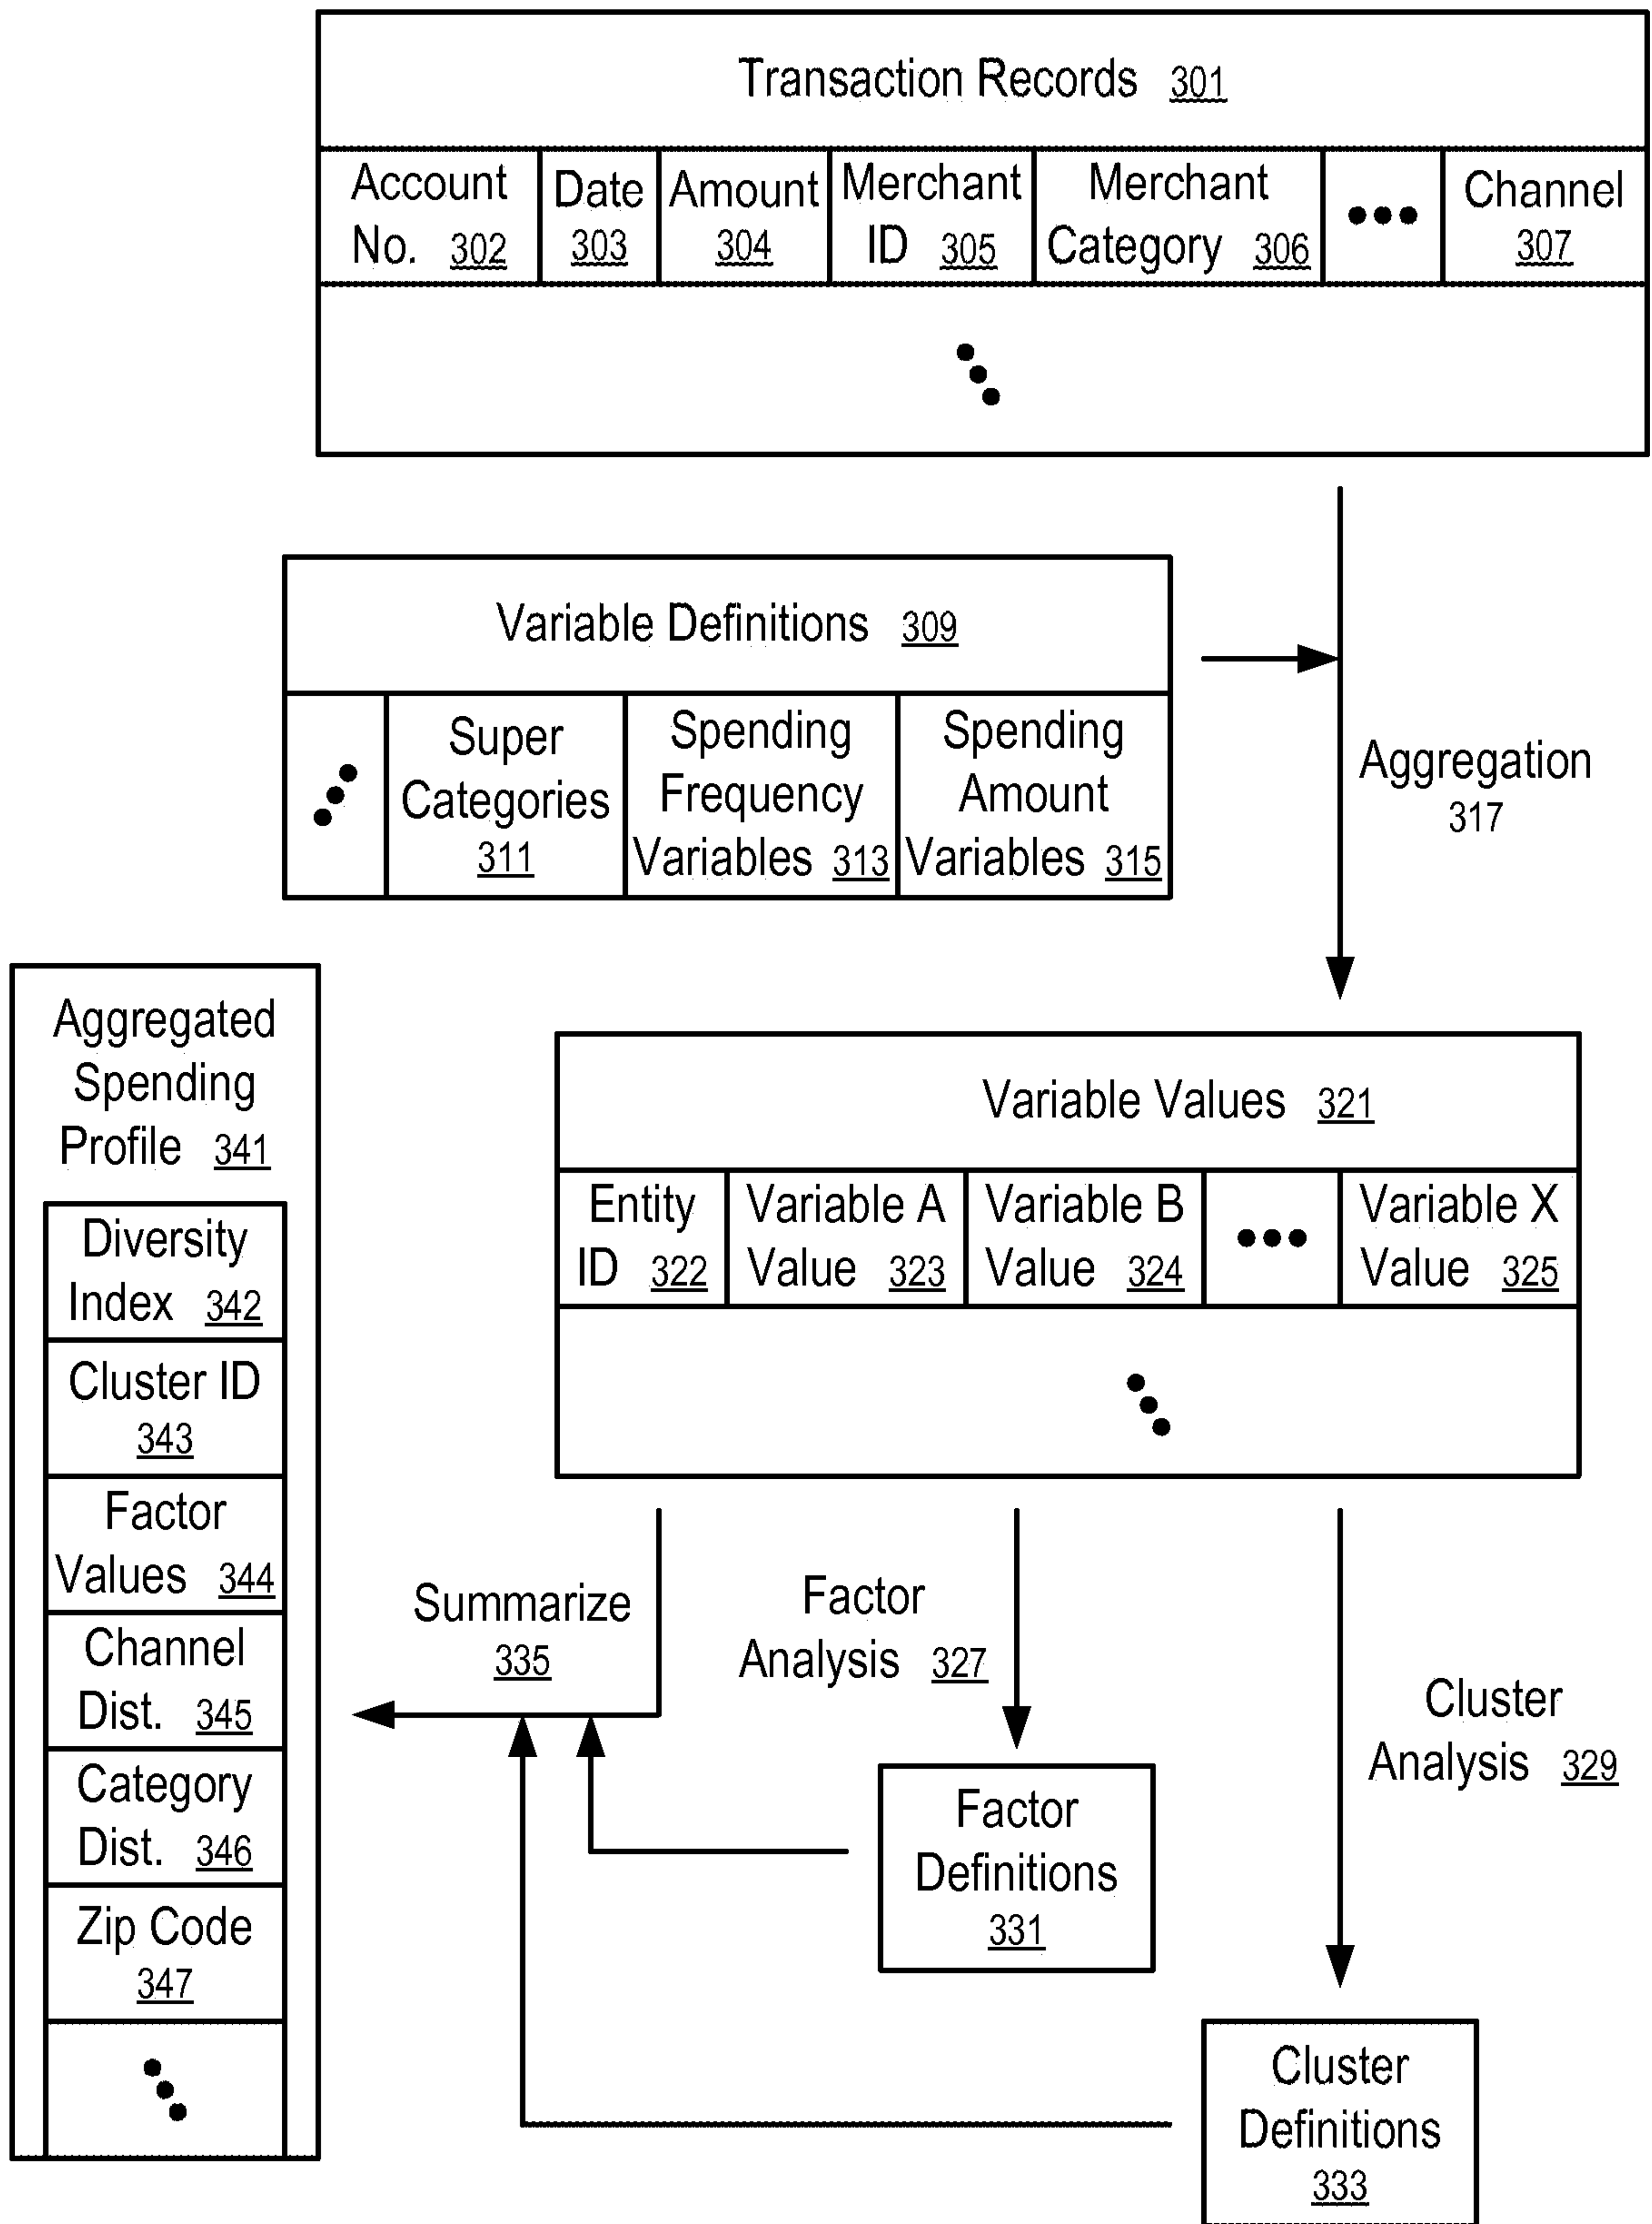 Transaction Records 301
Account
No. 302
Date
303
Amount
304
Merchant
ID 305
Merchant
Category 306
Channel
307
Variable Definitions 309
Super
Categories
311
Spending
Frequency
Variables 313
Spending
Amount
Variables 315
Aggregation
317
Aggregated
Spending
Profile 341
Diversity
Index 342
Cluster ID
343
Factor
Values 344
Channel
Dist. 345
Category
Dist. 346
Zip Code
347
Variable Values 321
Entity
ID 322
Variable A
Value 323
Variable B
Value 324
Variable X
Value 325
Summarize
335
Factor
Analysis 327
Cluster
Analysis 329
Factor
Definitions
331
Cluster
Definitions
333